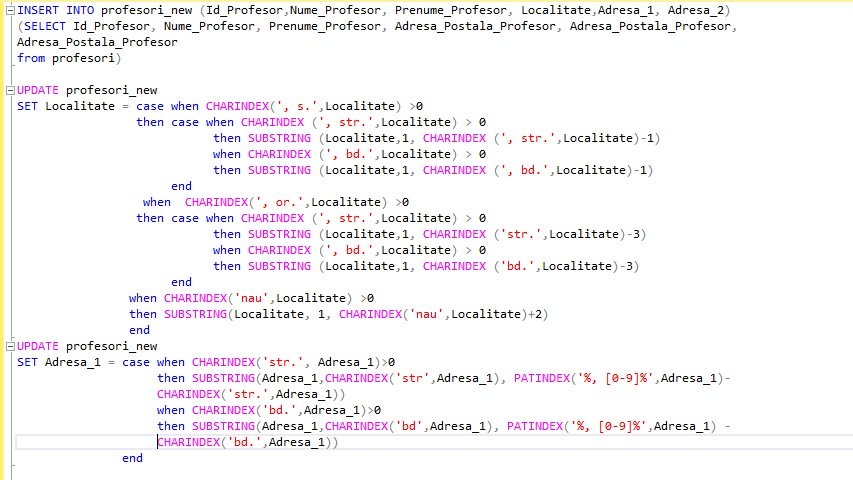 INSERT INTO profesori_new (Id_Profesor,Nume_Profesor, Prenume_Profesor, Localitate,Adresa_1, Adresa_2)
(SELECT Id_Profesor, Nume_Profesor, Prenume_Profesor, Adresa_Postala_Profesor, Adresa_Postala_Profesor,
Adresa_Postala_Profesor
from profesori)
UPDATE profesori_new
SET Localitate = case when CHARINDEX(', s.',Localitate) >0
then case when CHARINDEX (', str.',Localitate) > 0
then SUBSTRING (Localitate,1, CHARINDEX (', str.',Localitate)-1)
when CHARINDEX (', bd.',Localitate) > 0
then SUBSTRING (Localitate,1, CHARINDEX (', bd.',Localitate)-1)
end
when  CHARINDEX(', or.',Localitate) >0
then case when CHARINDEX (', str.',Localitate) > 0
then SUBSTRING (Localitate,1, CHARINDEX ('str.',Localitate)-3)
when CHARINDEX (', bd.',Localitate) > 0
then SUBSTRING (Localitate,1, CHARINDEX ('bd.',Localitate)-3)
end
when CHARINDEX('nau',Localitate) >0
then SUBSTRING(Localitate, 1, CHARINDEX('nau',Localitate)+2)
end
UPDATE profesori_new
SET Adresa_1 = case when CHARINDEX('str.', Adresa_1)>0
then SUBSTRING(Adresa_1,CHARINDEX('str',Adresa_1), PATINDEX('%, [0-9]%',Adresa_1)-
CHARINDEX('str.',Adresa_1))
when CHARINDEX('bd.',Adresa_1)>0
then SUBSTRING(Adresa_1,CHARINDEX('bd',Adresa_1), PATINDEX('%, [0-9]%',Adresa_1) -
CHARINDEX('bd.',Adresa_1))
end